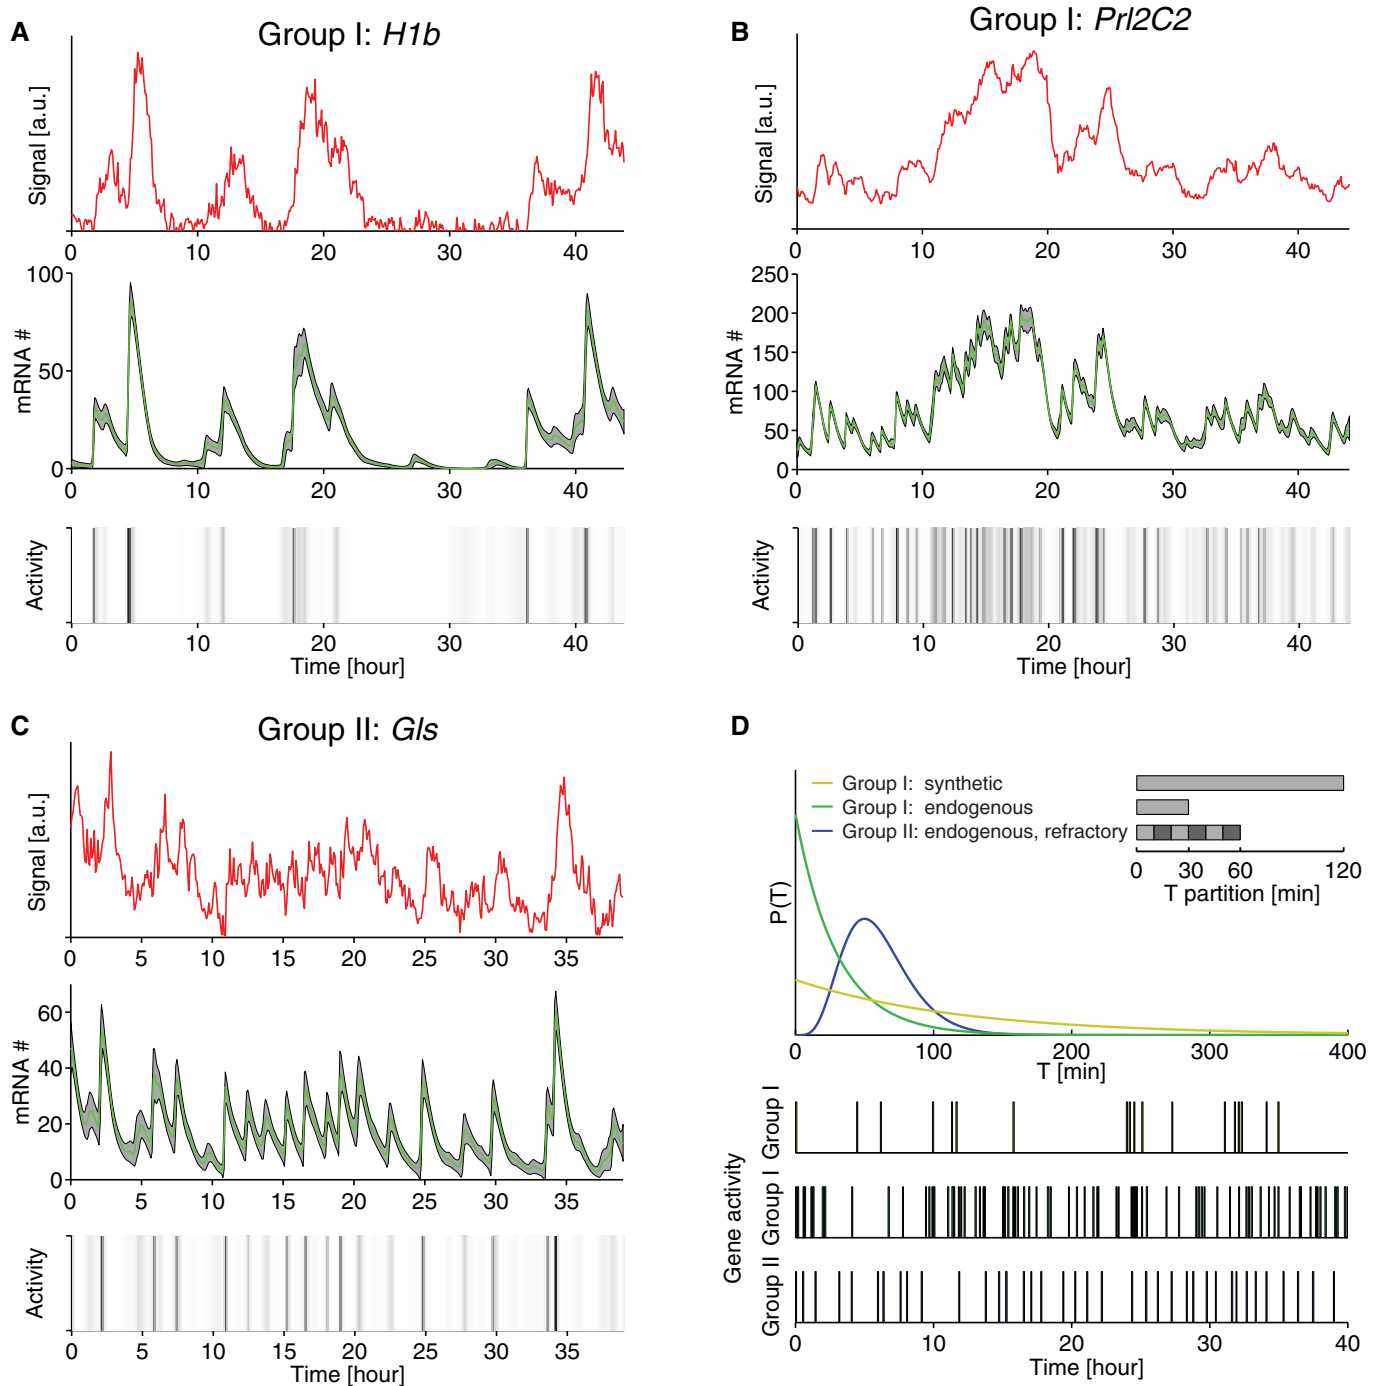 A
Group I: H1b
Signal [a.u.]
0 10 20 30 40
mRNA #
100
50
0
0 10 20 30 40
Activity
0 10 20 30 40
Time [hour]
B
Group I: Prl2C2
Signal [a.u.]
0 10 20 30 40
mRNA #
250
200
150
100
50
0
0 10 20 30 40
Activity
0 10 20 30 40
Time [hour]
C
Group II: Gls
Signal [a.u.]
0 5 10 15 20 25 30 35
mRNA #
60
40
20
0
0 5 10 15 20 25 30 35
Activity
0 5 10 15 20 25 30 35
Time [hour]
D
Group I: synthetic
Group I: endogenous
Group II: endogenous, refractory
0 30 60 120
T partition [min]
P(T)
0 100 200 300 400
T [min]
Gene activity
Group I
Group I
Group II
0 10 20 30 40
Time [hour]